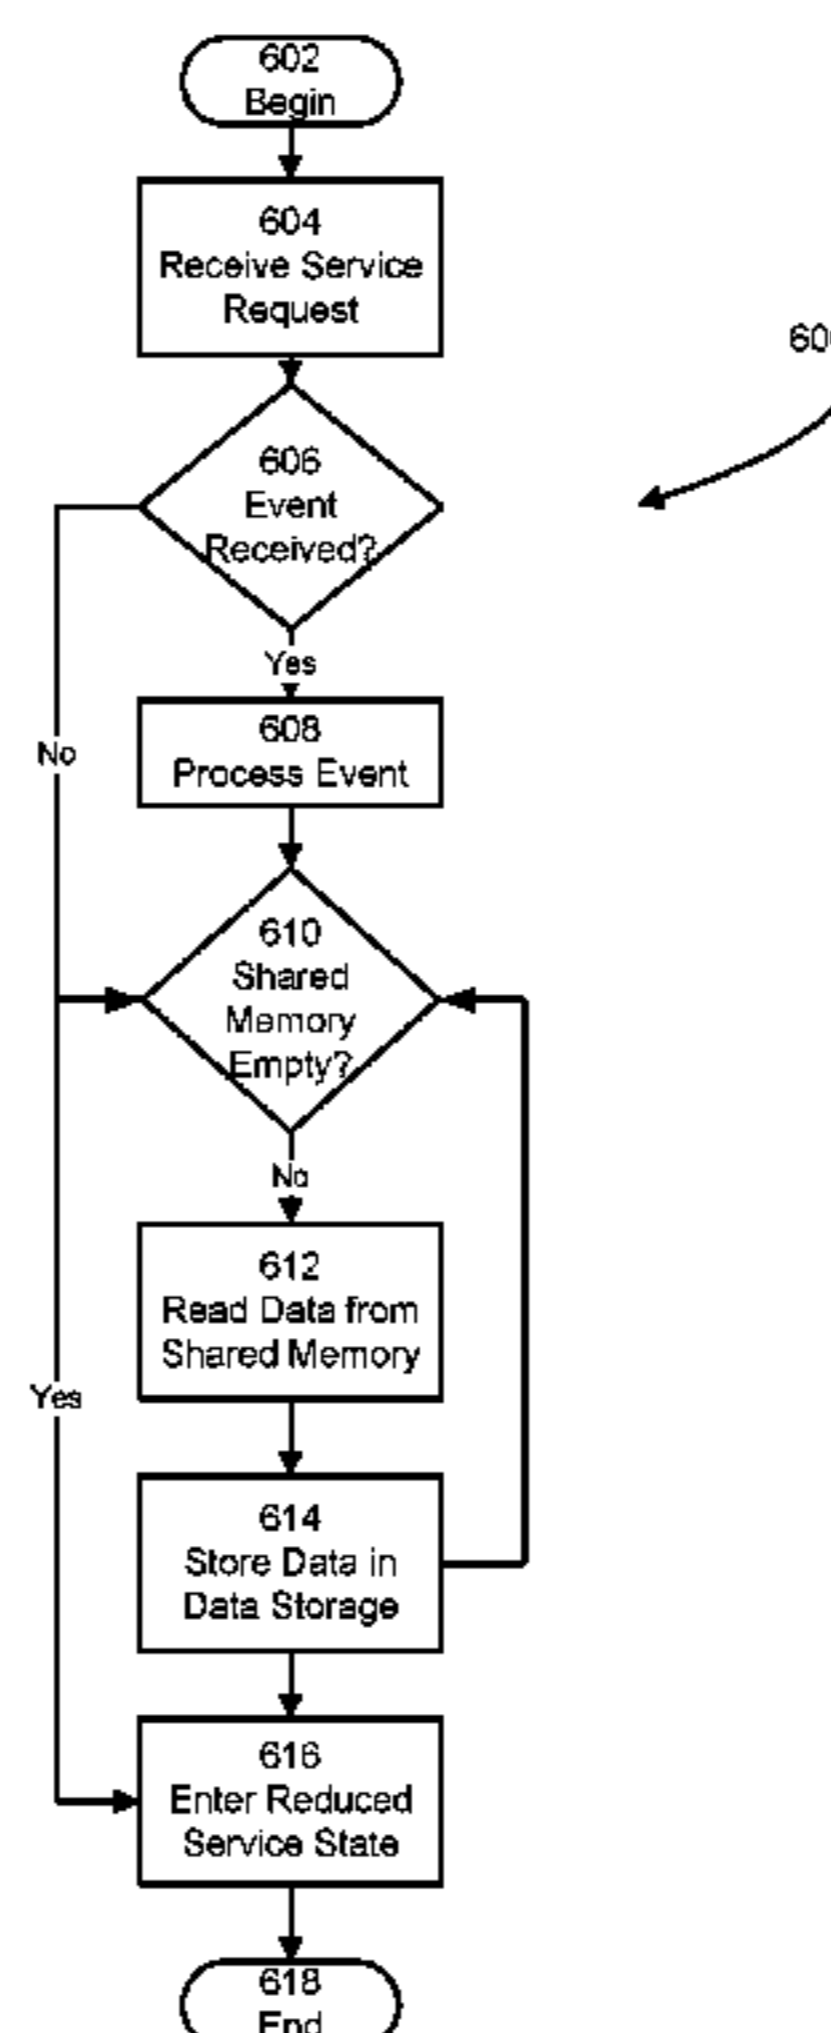 602
Begin
604
Receive Service
Request
606
Event
Received?
Yes
608
Process Event
No
610
Shared
Memory
Empty?
No
612
Read Data from
Shared Memory
Yes
614
Store Data in
Data Storage
616
Enter Reduced
Service State
618
End